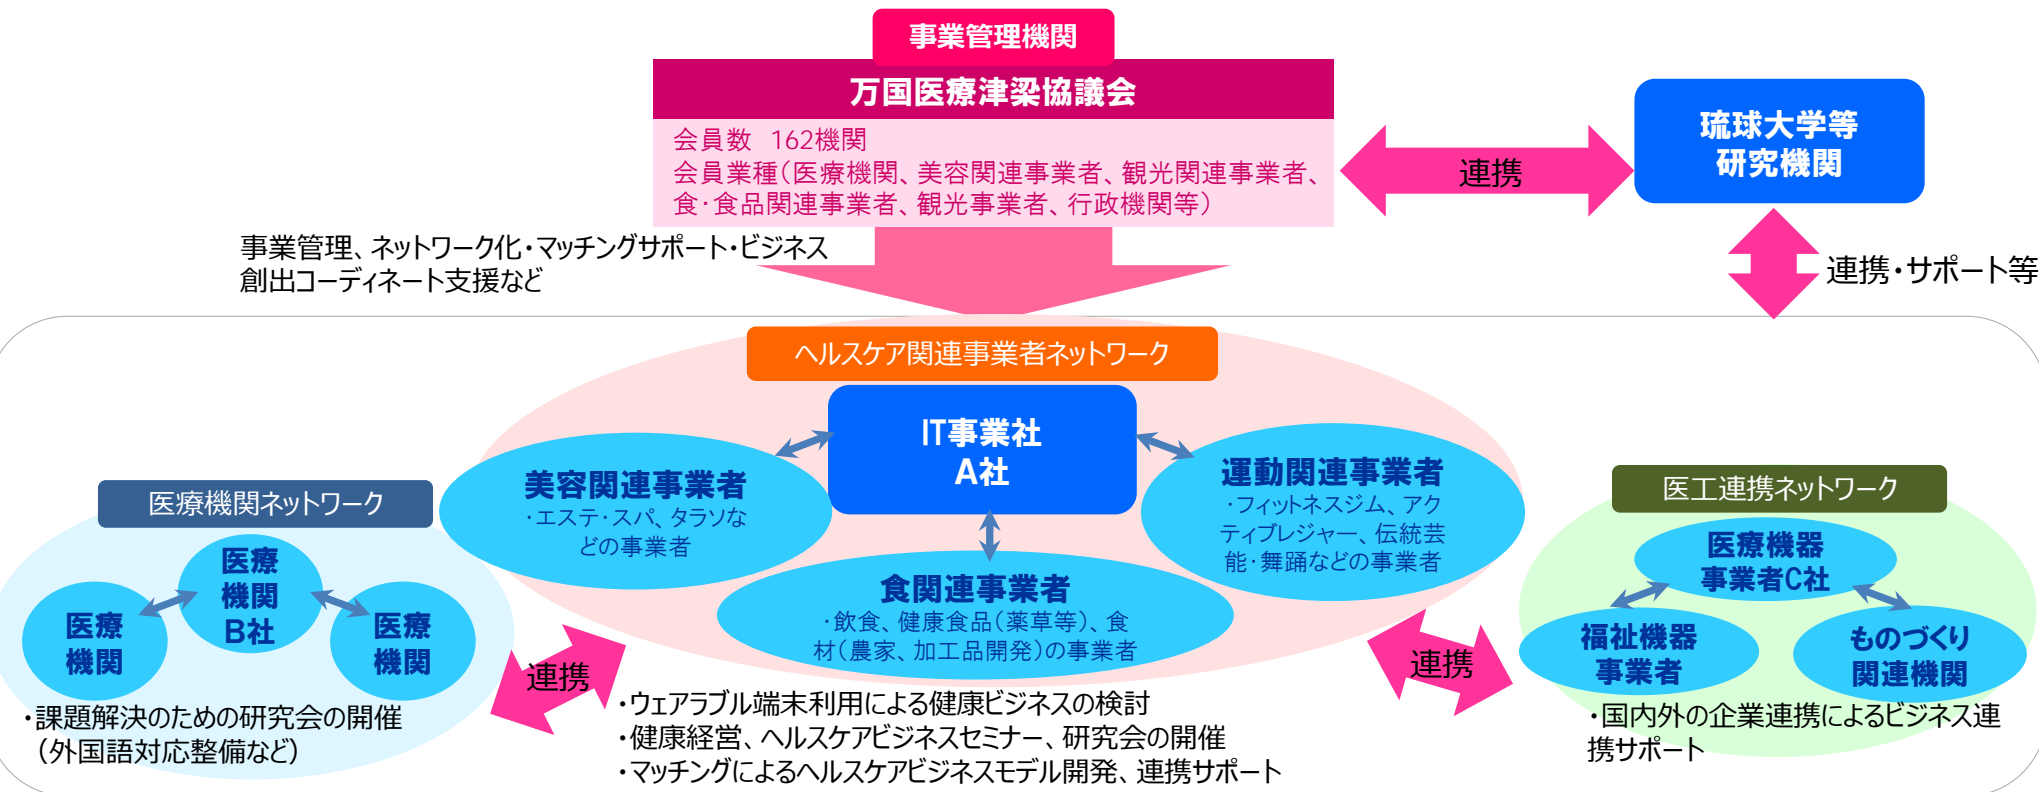 事業管理機関
万国医療津梁協議会
会員数 162機関
会員業種(医療機関、美容関連事業者、観光関連事業者、
食・食品関連事業者、観光事業者、行政機関等)
連携
琉球大学等
研究機関
事業管理、ネットワーク化・マッチングサポート・ビジネス
創出コーディネート支援など
連携・サポート等
ヘルスケア関連事業者ネットワーク
IT事業社
A社
美容関連事業者
・エステ・スパ、タラソな
どの事業者
運動関連事業者
・フィットネスジム、アク
ティブレジャー、伝統芸
能・舞踊などの事業者
食関連事業者
・飲食、健康食品(薬草等)、食
材(農家、加工品開発)の事業者
医療機関ネットワーク
医療
機関
B社
医療
機関
医療
機関
・課題解決のための研究会の開催
(外国語対応整備など)
連携
・ウェアラブル端末利用による健康ビジネスの検討
・健康経営、ヘルスケアビジネスセミナー、研究会の開催
・マッチングによるヘルスケアビジネスモデル開発、連携サポート
連携
医工連携ネットワーク
医療機器
事業者C社
福祉機器
事業者
ものづくり
関連機関
・国内外の企業連携によるビジネス連
携サポート